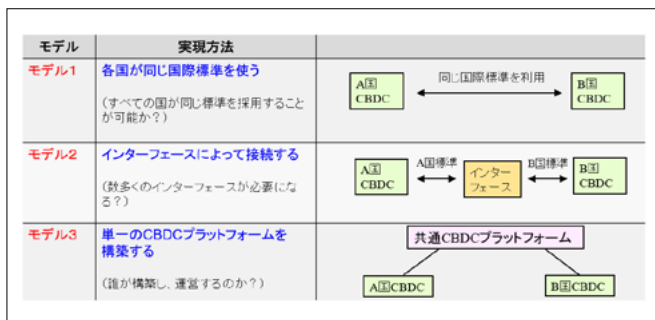 モデル
実現方法
モデル1
各国が同じ国際標準を使う
(すべての国が同じ標準を採用すること
が可能か?)
A国
CBDC
同じ国際標準を利用
B国
CBDC
モデル2
インターフェースによって接続する
(数多くのインターフェースが必要にな
る?)
A国
CBDC
A国標準
インター
フェース
B国標準
B国
CBDC
モデル3
単一のCBDCプラットフォームを
構築する
(誰が構築し、運営するのか?)
共通CBDCプラットフォーム
A国CBDC
B国CBDC